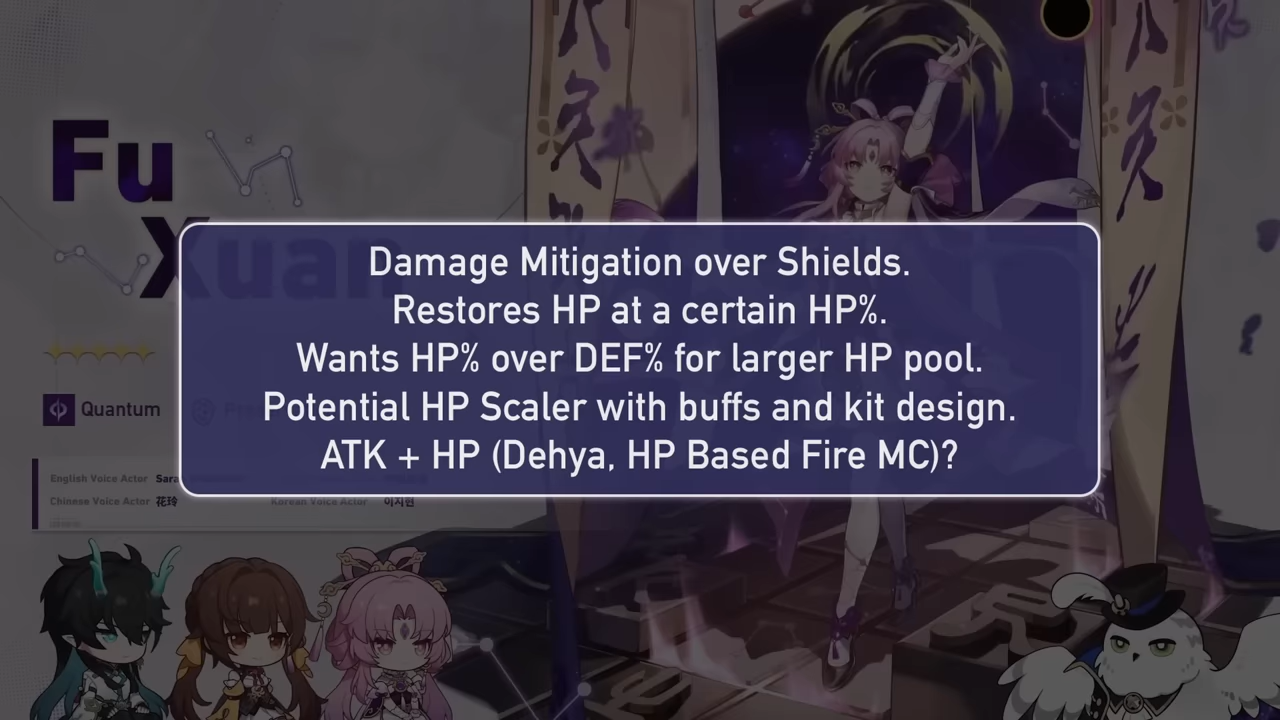 Fu
Xuan
Damage Mitigation over Shields.
Restores HP at a certain HP%.
Wants HP% over DEF% for larger HP pool.
Potential HP Scaler with buffs and kit design.
ATK + HP (Dehya, HP Based Fire MC)?
Quantum
English Voice Actor Sara
Chinese Voice Actor 花玲
Korean Voice Actor 이지현